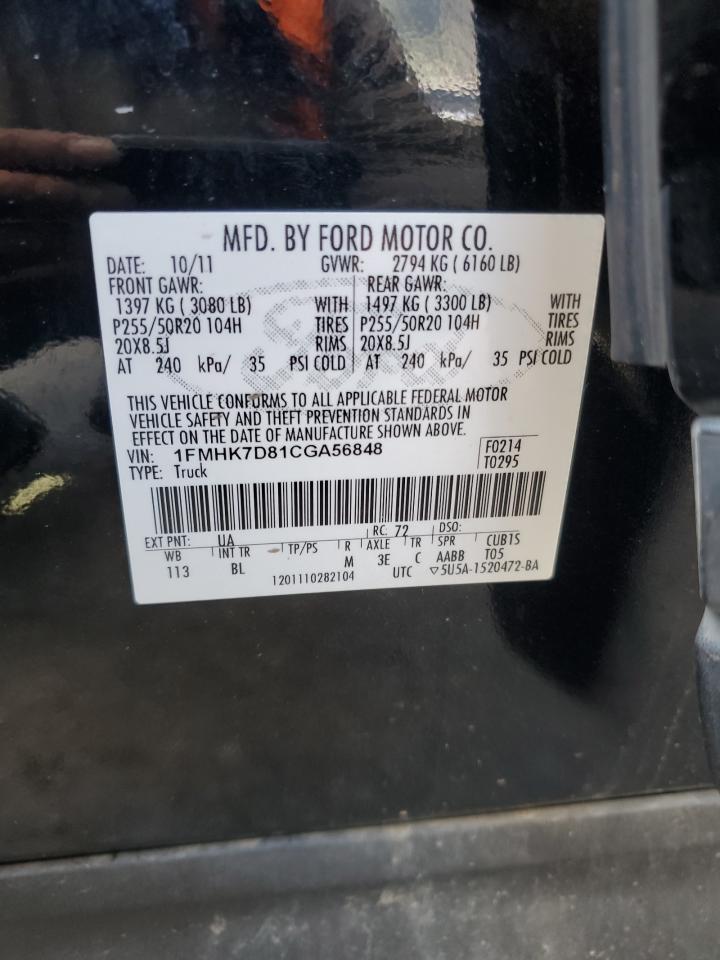 MFD. BY FORD MOTOR CO.
DATE: 10/11 GVWR: 2794 KG ( 6160 LB)
FRONT GAWR: REAR GAWR:
1397 KG ( 3080 LB) WITH 1497 KG ( 3300 LB) WITH
P255/50R20 104H TIRES P255/50R20 104H TIRES
20X8.5J RIMS 20X8.5J RIMS
AT 240 kPa/ 35 PSI COLD AT 240 kPa/ 35 PSI COLD
THIS VEHICLE CONFORMS TO ALL APPLICABLE FEDERAL MOTOR
VEHICLE SAFETY AND THEFT PREVENTION STANDARDS IN
EFFECT ON THE DATE OF MANUFACTURE SHOWN ABOVE.
VIN: 1FMHK7D81CGA56848 F0214
TYPE: Truck T0295
EXT PNT: UA RC: 72 DSO:
WB INT TR TP/PS R AXLE TR SPR CUB1S
113 BL M 3E C AABB T05
1201110282104 UTC ▽5U5A-1520472-BA